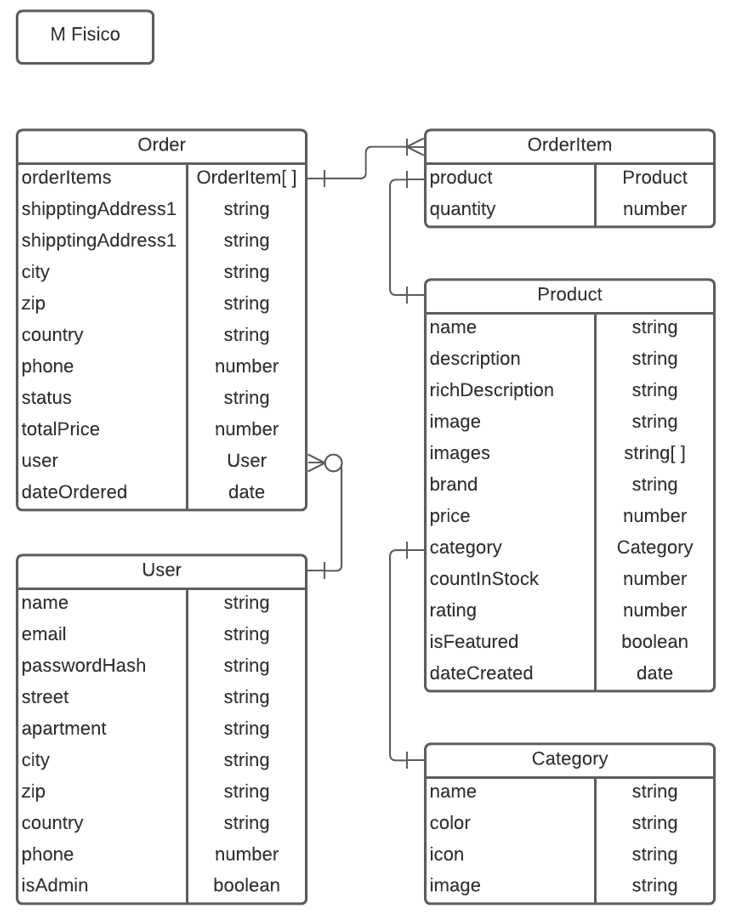 M Fisico
Order
orderItems OrderItem[ ]
shipptingAddress1 string
shipptingAddress1 string
city string
zip string
country string
phone number
status string
totalPrice number
user User
dateOrdered date
User
name string
email string
passwordHash string
street string
apartment string
city string
zip string
country string
phone number
isAdmin boolean
OrderItem
product Product
quantity number
Product
name string
description string
richDescription string
image string
images string[ ]
brand string
price number
category Category
countInStock number
rating number
isFeatured boolean
dateCreated date
Category
name string
color string
icon string
image string